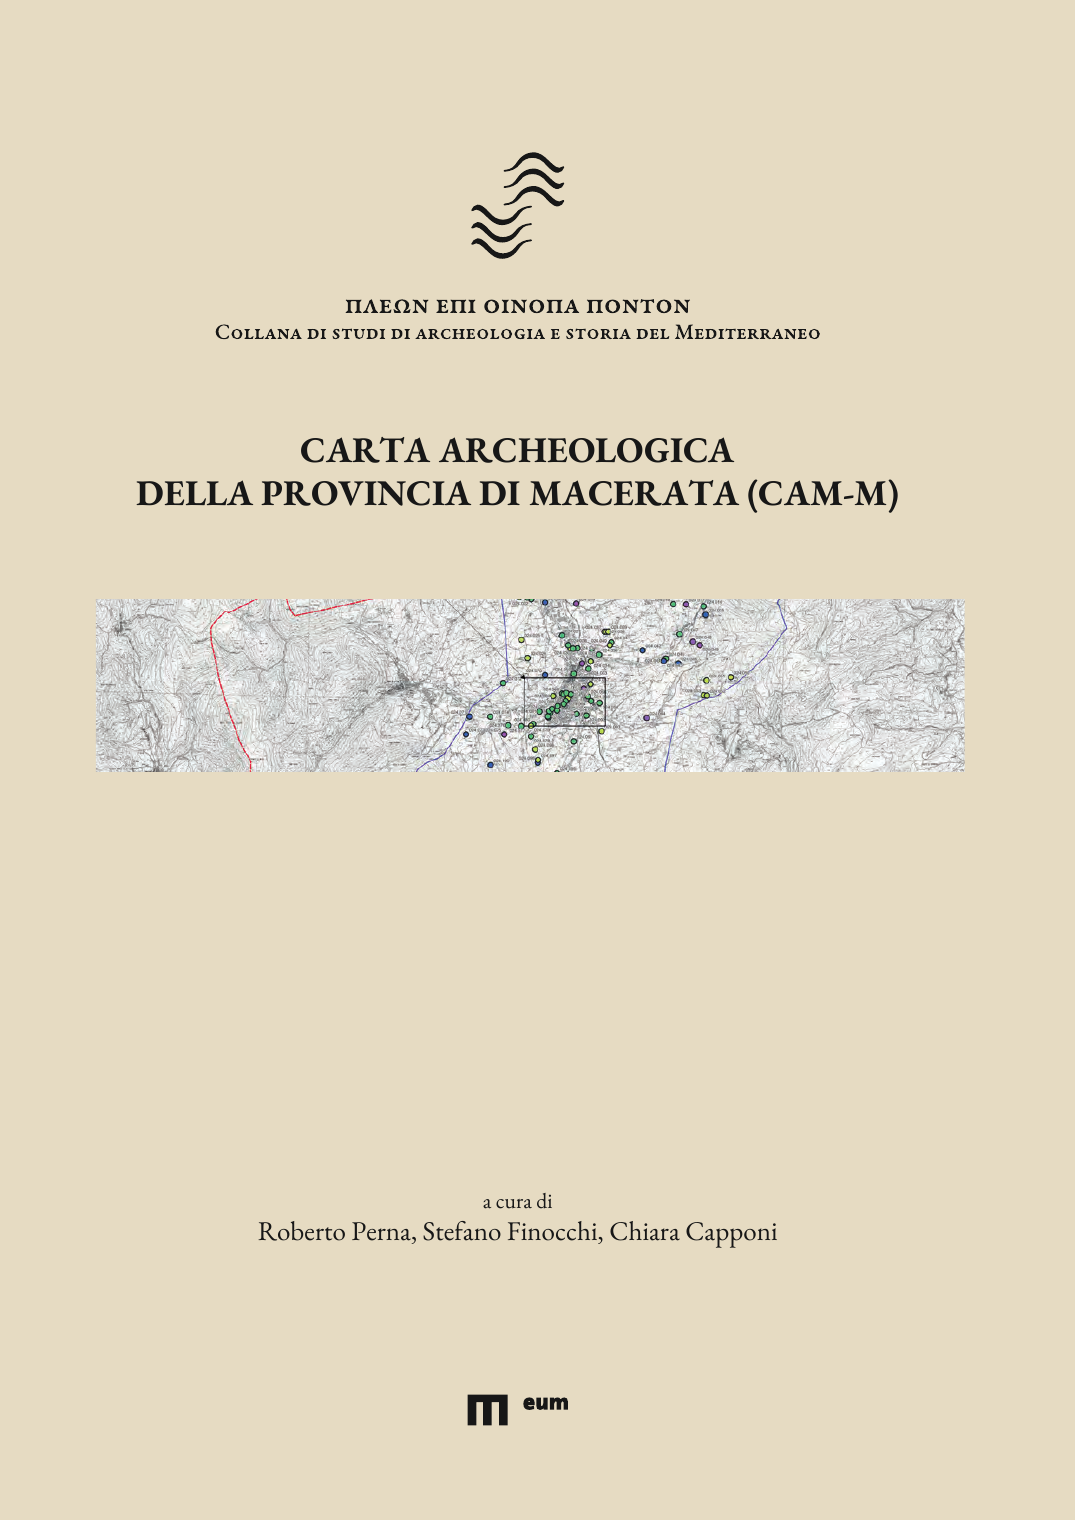 ΠΛΕΩΝ ΕΠΙ ΟΙΝΟΠΑ ΠΟΝΤΟΝ
Collana di studi di archeologia e storia del Mediterraneo
CARTA ARCHEOLOGICA
DELLA PROVINCIA DI MACERATA (CAM-M)
a cura di
Roberto Perna, Stefano Finocchi, Chiara Capponi
eum